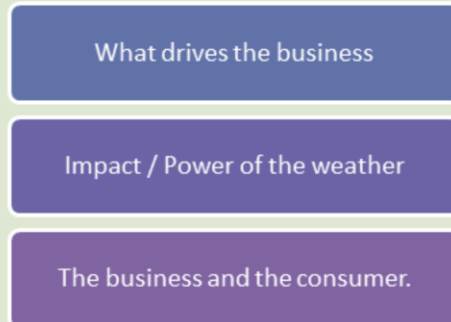 What drives the business
Impact / Power of the weather
The business and the consumer.